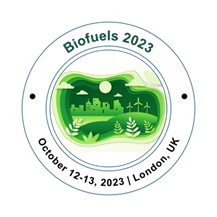 Biofuels 2023
October 12-13, 2023 | London, UK